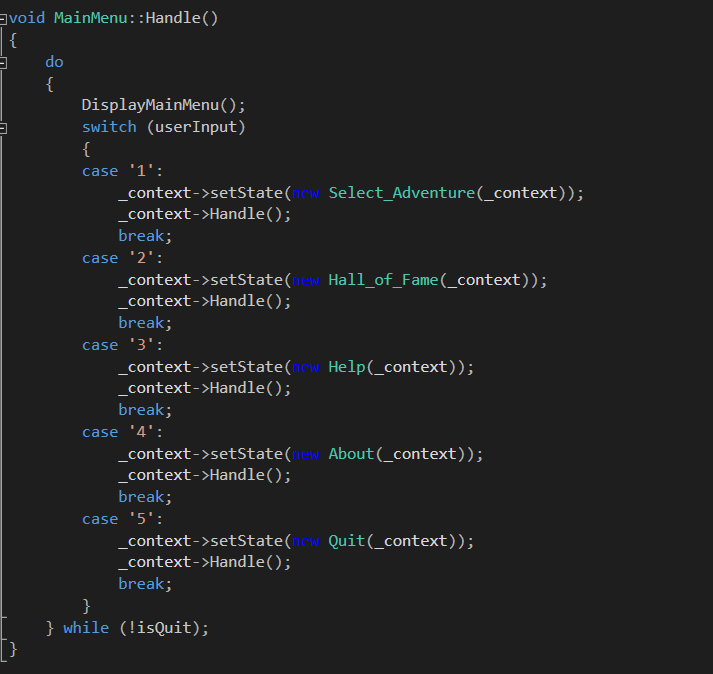 void MainMenu::Handle()
{
    do
    {
        DisplayMainMenu();
        switch (userInput)
        {
        case '1':
            _context->setState(new Select_Adventure(_context));
            _context->Handle();
            break;
        case '2':
            _context->setState(new Hall_of_Fame(_context));
            _context->Handle();
            break;
        case '3':
            _context->setState(new Help(_context));
            _context->Handle();
            break;
        case '4':
            _context->setState(new About(_context));
            _context->Handle();
            break;
        case '5':
            _context->setState(new Quit(_context));
            _context->Handle();
            break;
        }
    } while (!isQuit);
}